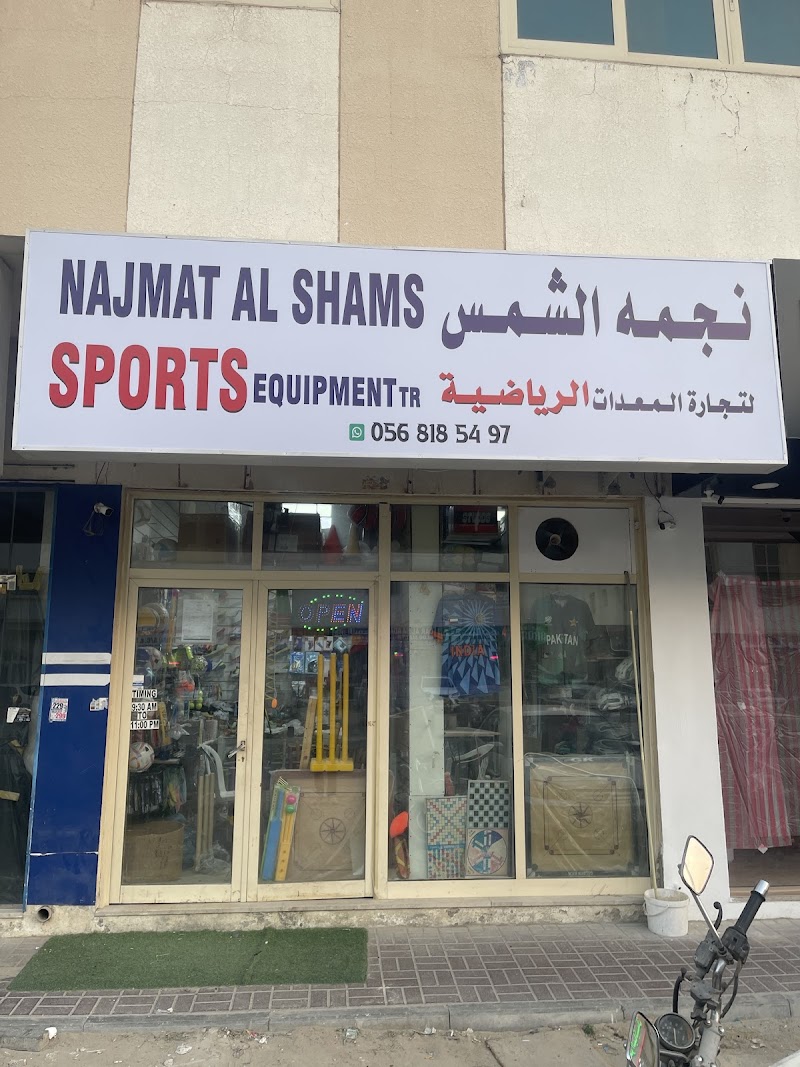 NAJMAT AL SHAMS
نجمه الشمس
SPORTS EQUIPMENT TR
لتجارة المعدات الرياضية
056 818 54 97
OPEN
INDIA
PAKISTAN
TIMING
9:30 AM
TO
11:00 PM
229